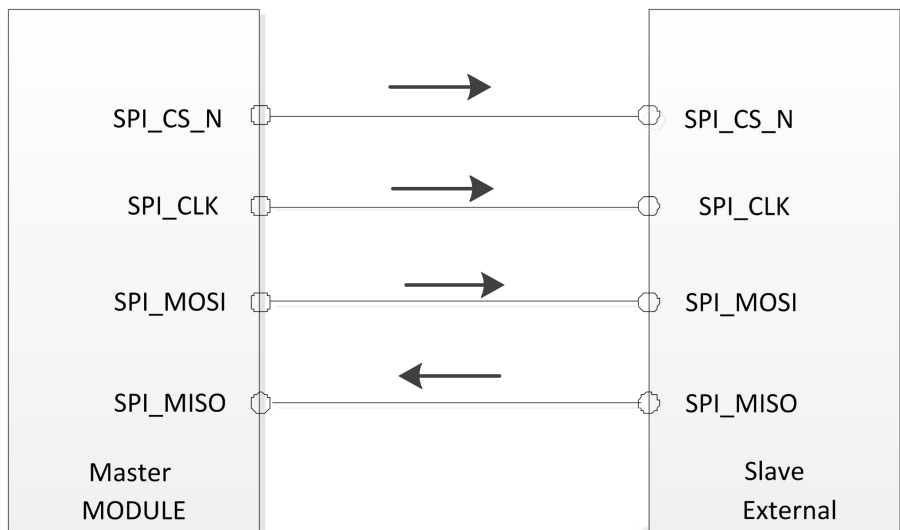 SPI_CS_N SPI_CS_N
SPI_CLK SPI_CLK
SPI_MOSI SPI_MOSI
SPI_MISO SPI_MISO
Master Slave
MODULE External